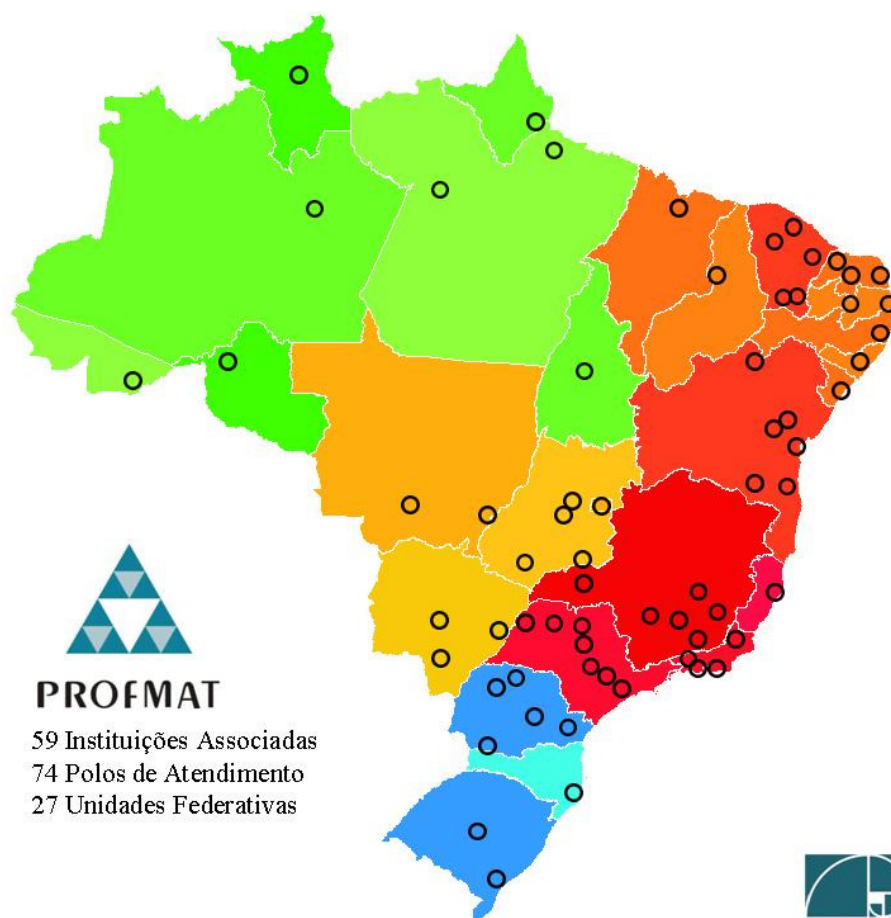 PROFMAT
59 Instituições Associadas
74 Polos de Atendimento
27 Unidades Federativas